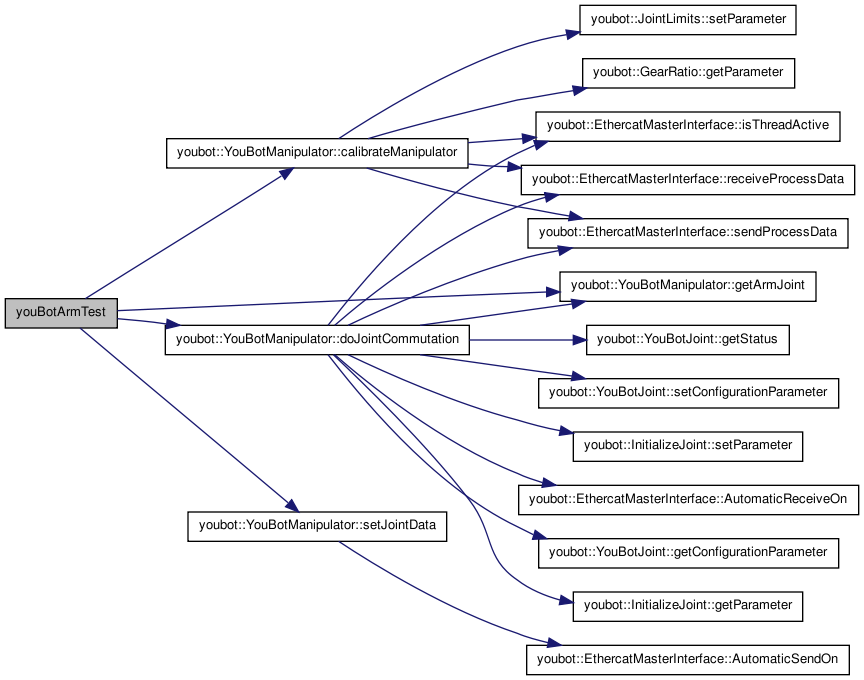 youbot::JointLimits::setParameter
youbot::GearRatio::getParameter
youbot::EthercatMasterInterface::isThreadActive
youbot::YouBotManipulator::calibrateManipulator
youbot::EthercatMasterInterface::receiveProcessData
youbot::EthercatMasterInterface::sendProcessData
youbot::YouBotManipulator::getArmJoint
youBotArmTest
youbot::YouBotManipulator::doJointCommutation
youbot::YouBotJoint::getStatus
youbot::YouBotJoint::setConfigurationParameter
youbot::InitializeJoint::setParameter
youbot::EthercatMasterInterface::AutomaticReceiveOn
youbot::YouBotManipulator::setJointData
youbot::YouBotJoint::getConfigurationParameter
youbot::InitializeJoint::getParameter
youbot::EthercatMasterInterface::AutomaticSendOn